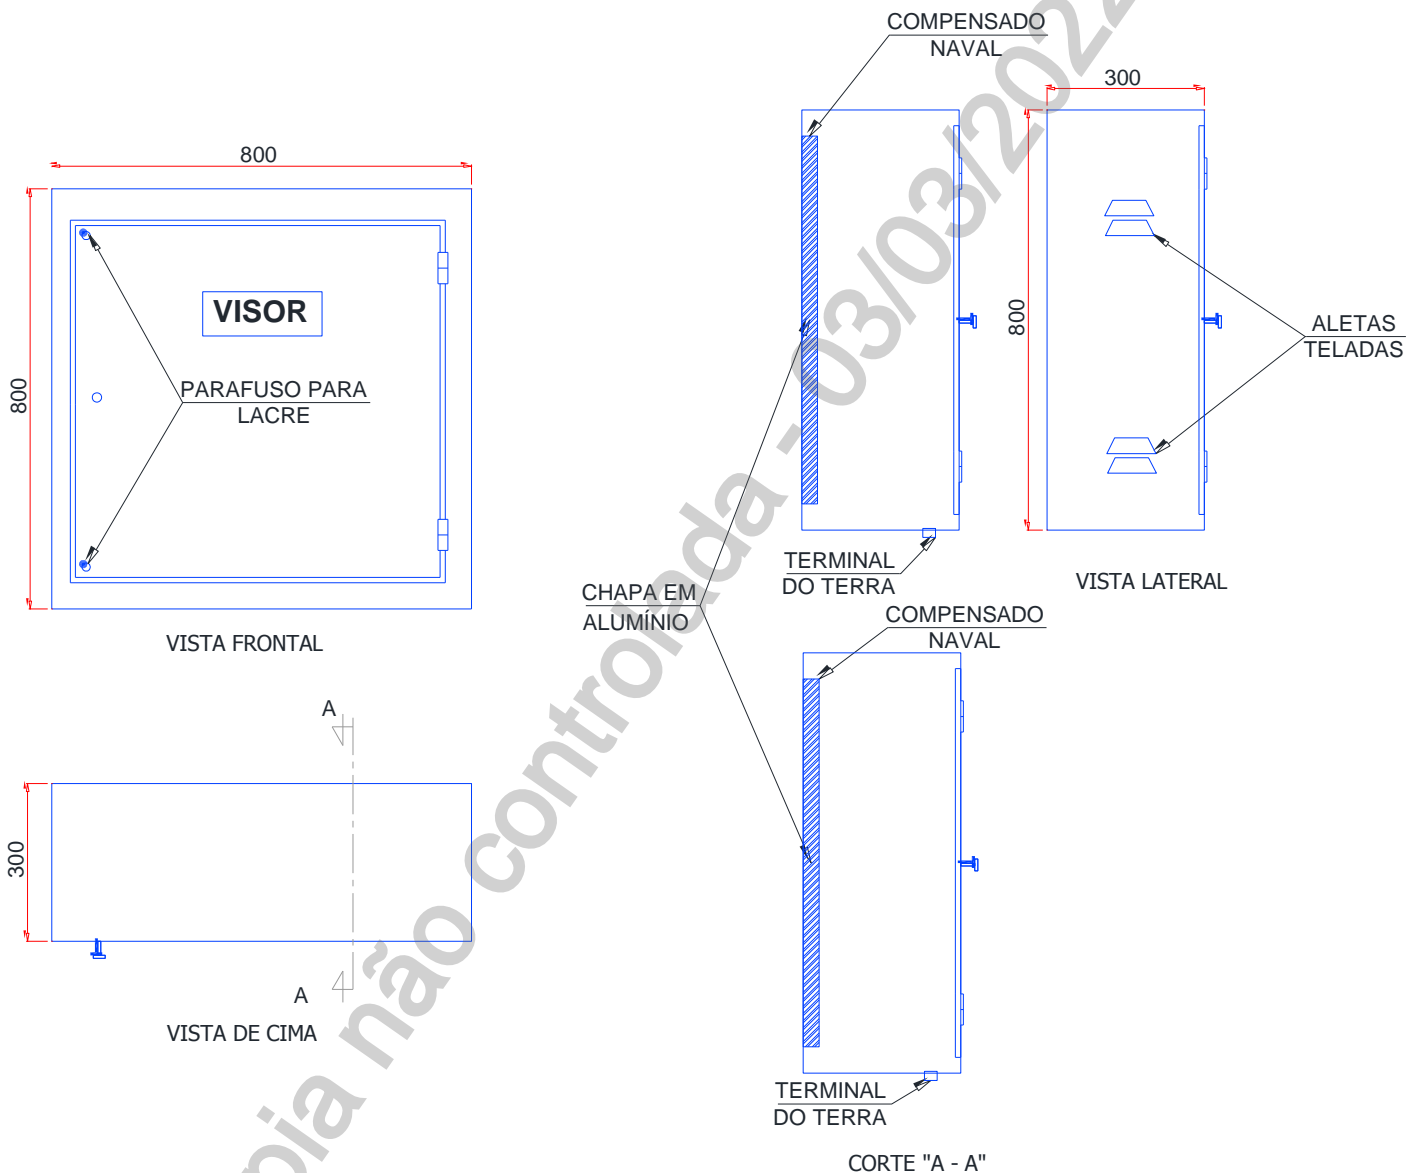 COMPENSADO
NAVAL
800
300
800
VISOR
PARAFUSO PARA
LACRE
800
ALETAS
TELADAS
TERMINAL
DO TERRA
VISTA LATERAL
VISTA FRONTAL
CHAPA EM
ALUMÍNIO
COMPENSADO
NAVAL
A
300
A
VISTA DE CIMA
TERMINAL
DO TERRA
CORTE "A - A"
pia não controlada - 03/03/2022